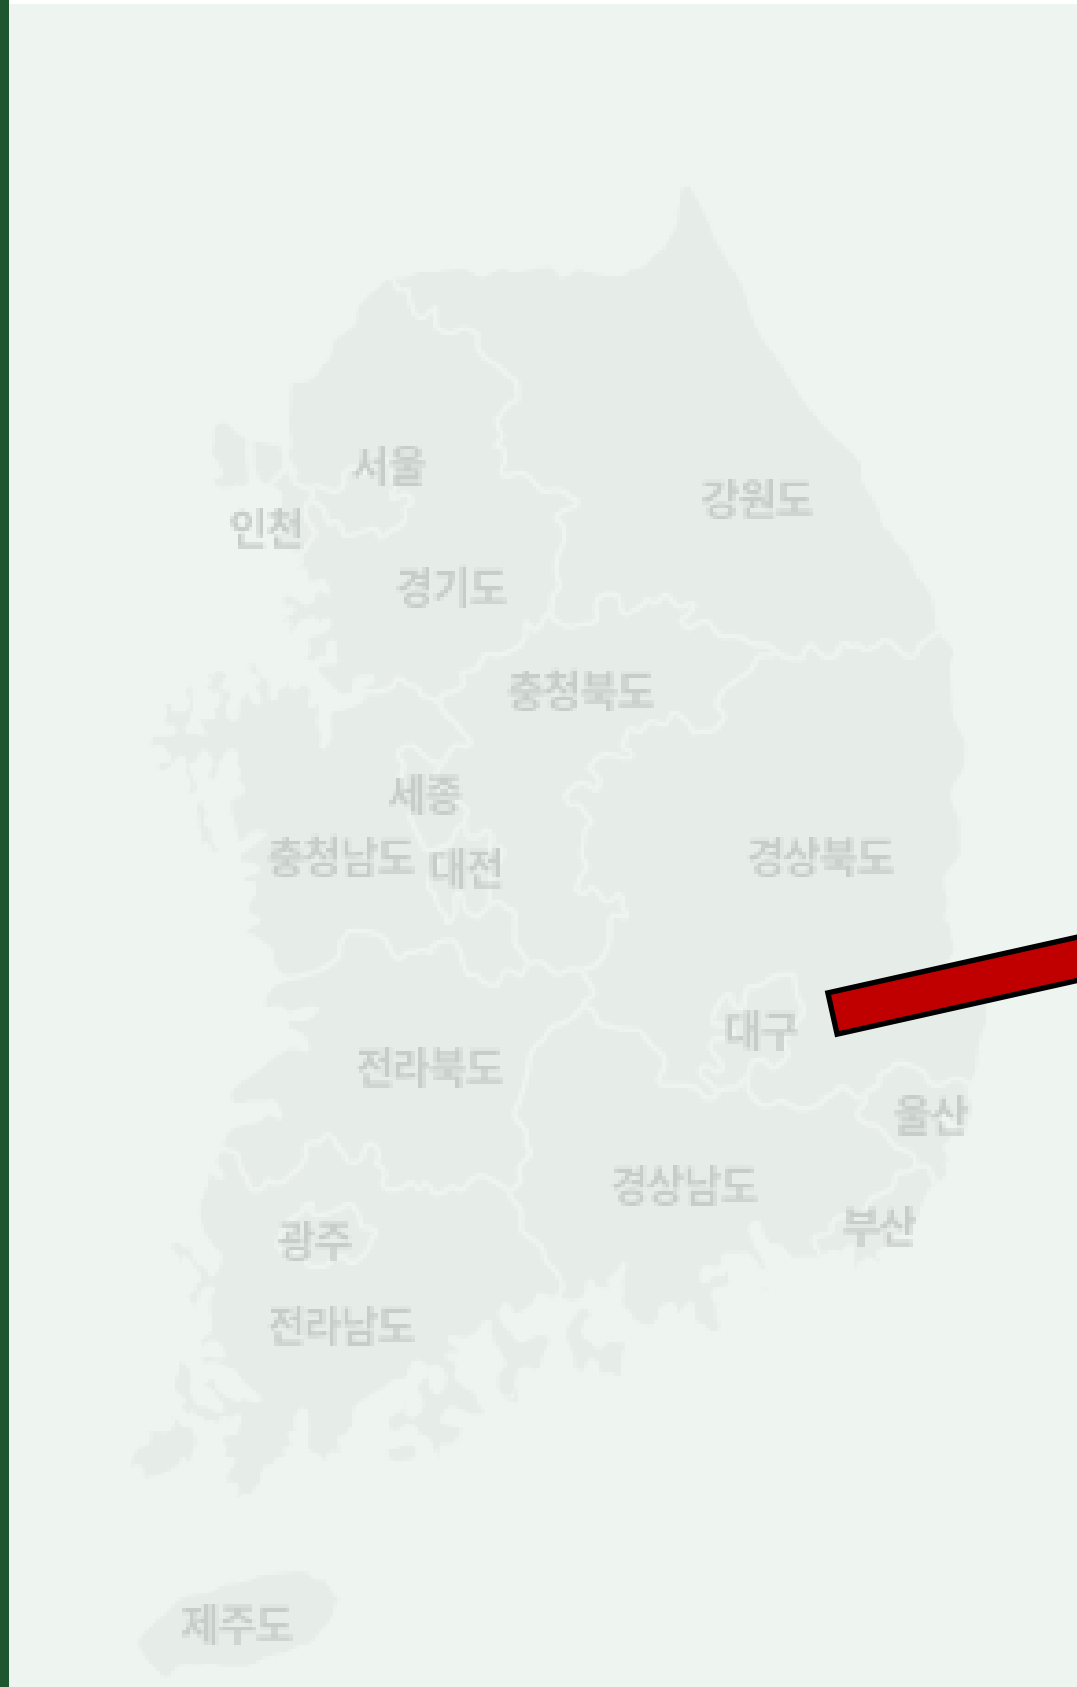 서울
강원도
인천
경기도
충청북도
세종
충청남도
대전
경상북도
대구
전라북도
울산
경상남도
부산
광주
전라남도
제주도